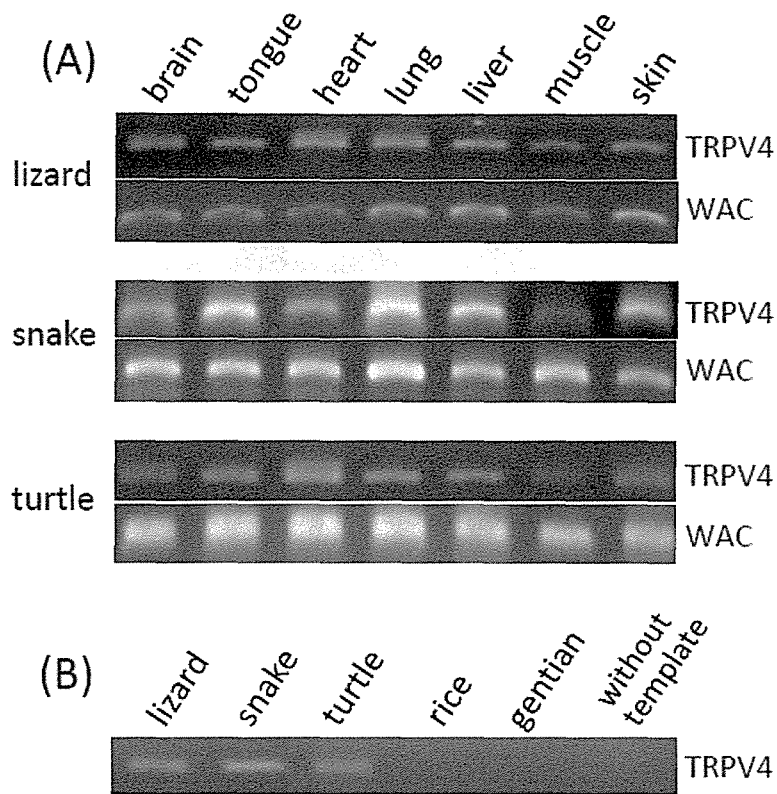 (A)
brain tongue heart lung liver muscle skin
lizard
TRPV4
WAC
snake
TRPV4
WAC
turtle
TRPV4
WAC
(B)
lizard snake turtle rice gentian without template
TRPV4